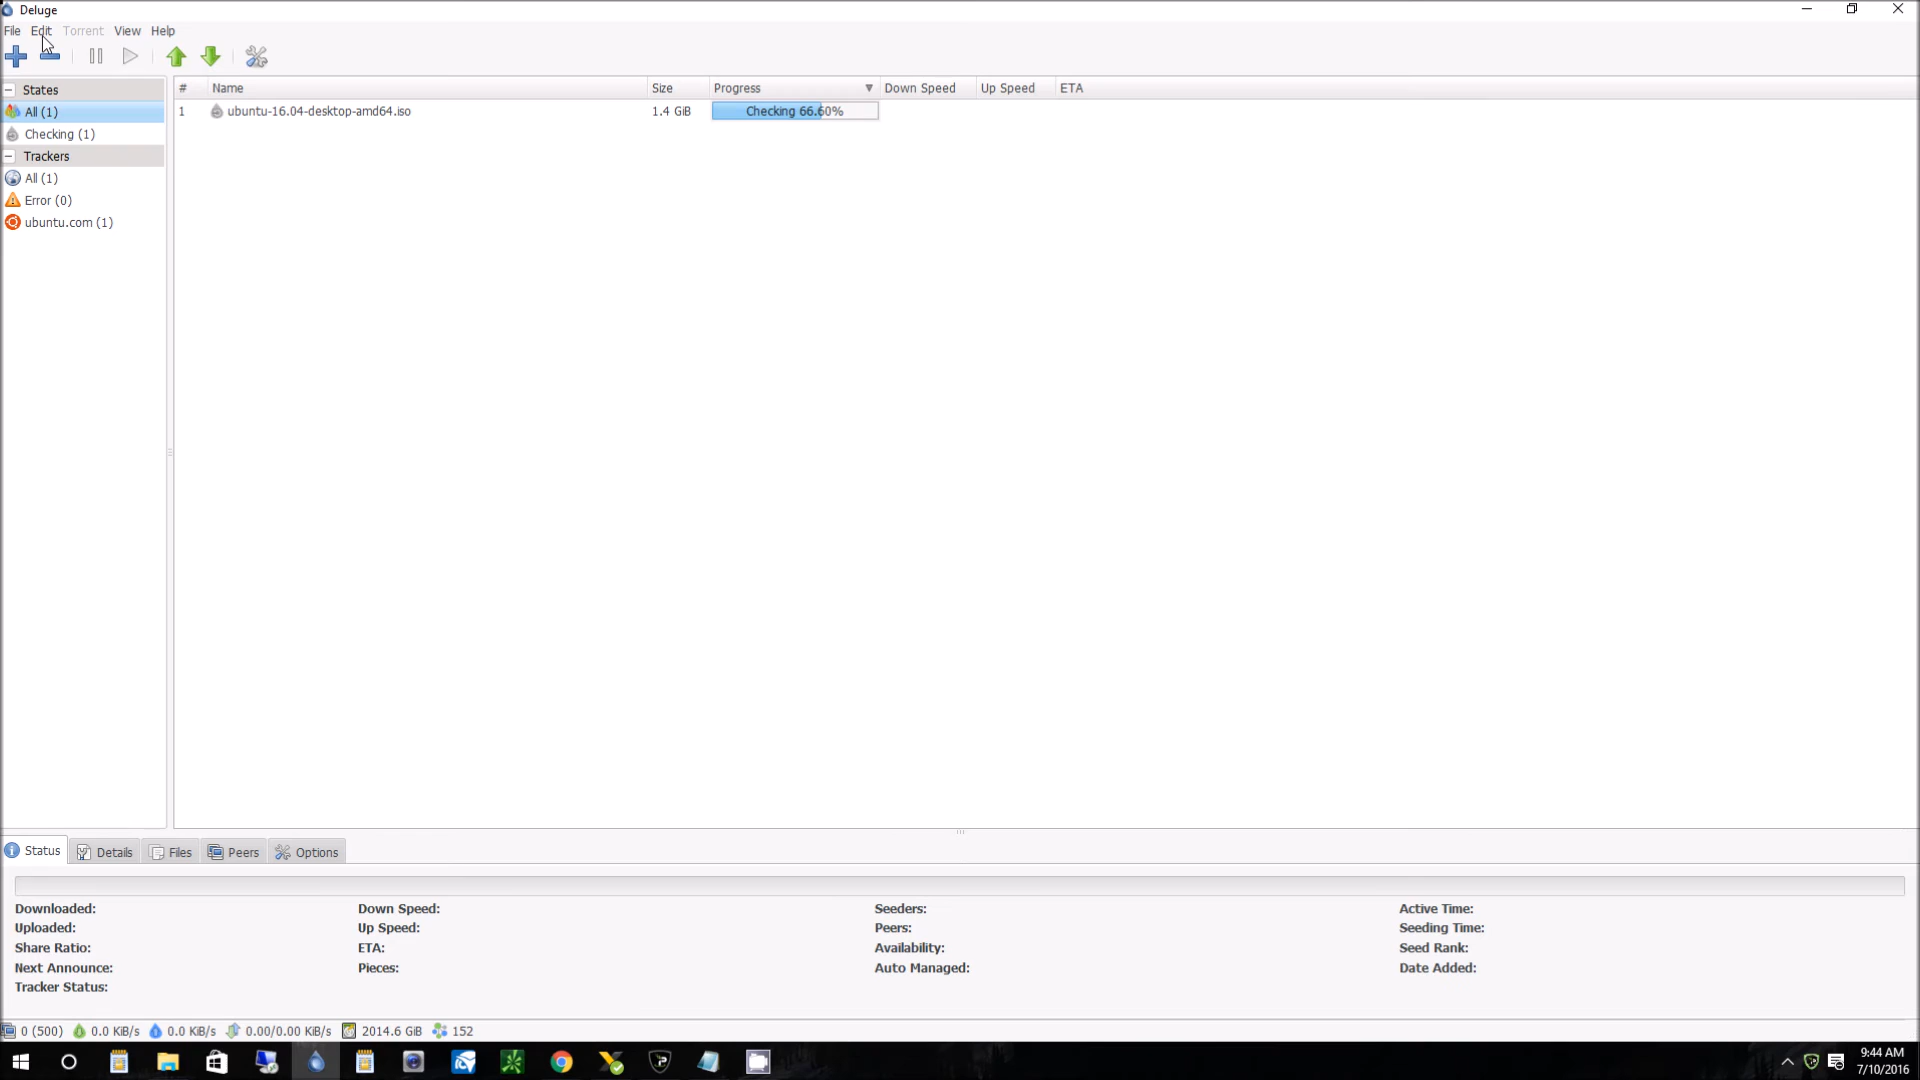 Deluge
File Edit Torrent View Help
States
All (1)
Checking (1)
Trackers
All (1)
Error (0)
ubuntu.com (1)
# Name Size Progress Down Speed Up Speed ETA
1 ubuntu-16.04-desktop-amd64.iso 1.4 GiB Checking 66.60%
Status Details Files Peers Options
Downloaded: Down Speed: Seeders: Active Time:
Uploaded: Up Speed: Peers: Seeding Time:
Share Ratio: ETA: Availability: Seed Rank:
Next Announce: Pieces: Auto Managed: Date Added:
Tracker Status:
0 (500) 0.0 KiB/s 0.0 KiB/s 0.00/0.00 KiB/s 2014.6 GiB 152
9:44 AM
7/10/2016